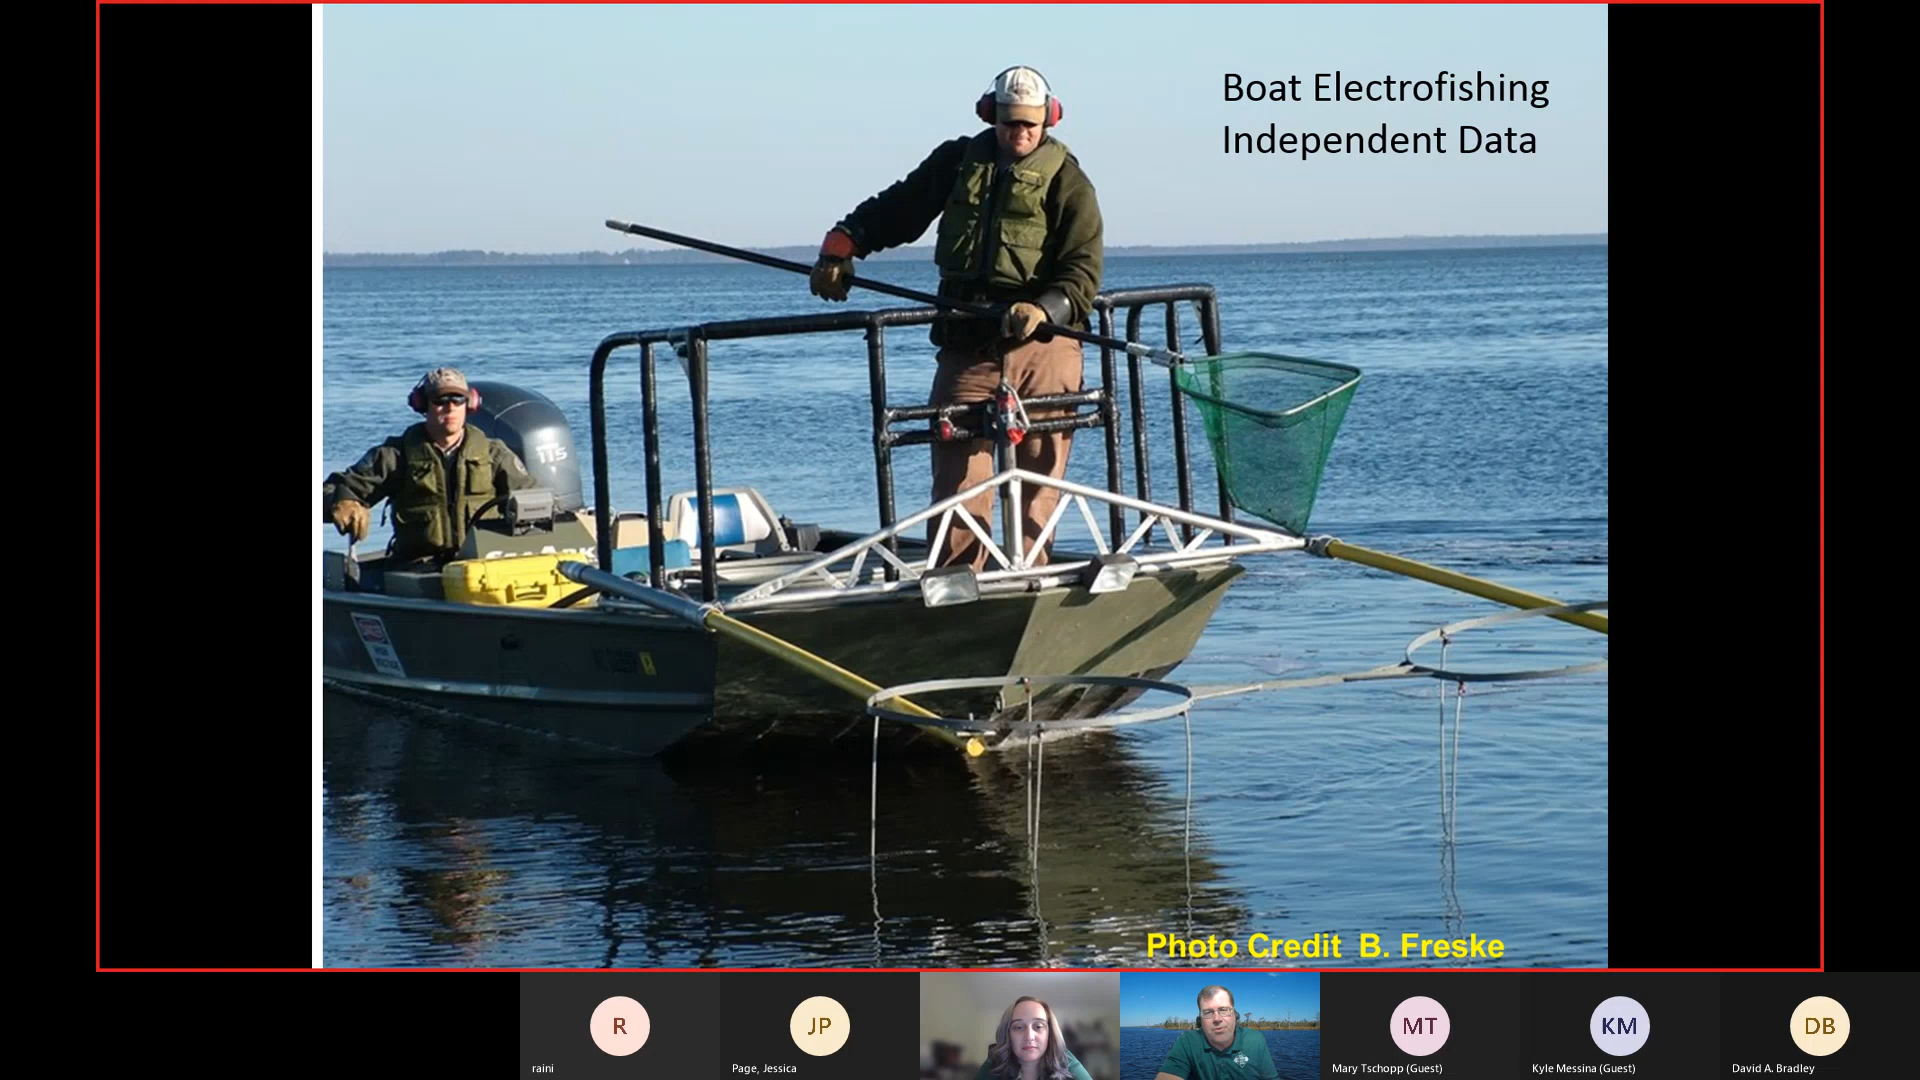 Boat Electrofishing
Independent Data
115
Photo Credit  B. Freske
R
raini
JP
Page, Jessica
MT
Mary Tschopp (Guest)
KM
Kyle Messina (Guest)
DB
David A. Bradley